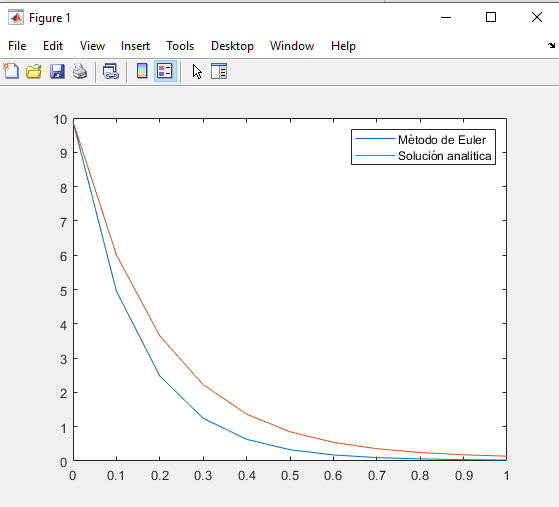 Figure 1
File Edit View Insert Tools Desktop Window Help
10
9
8
7
6
5
4
3
2
1
0
0 0.1 0.2 0.3 0.4 0.5 0.6 0.7 0.8 0.9 1
Método de Euler
Solución analitica